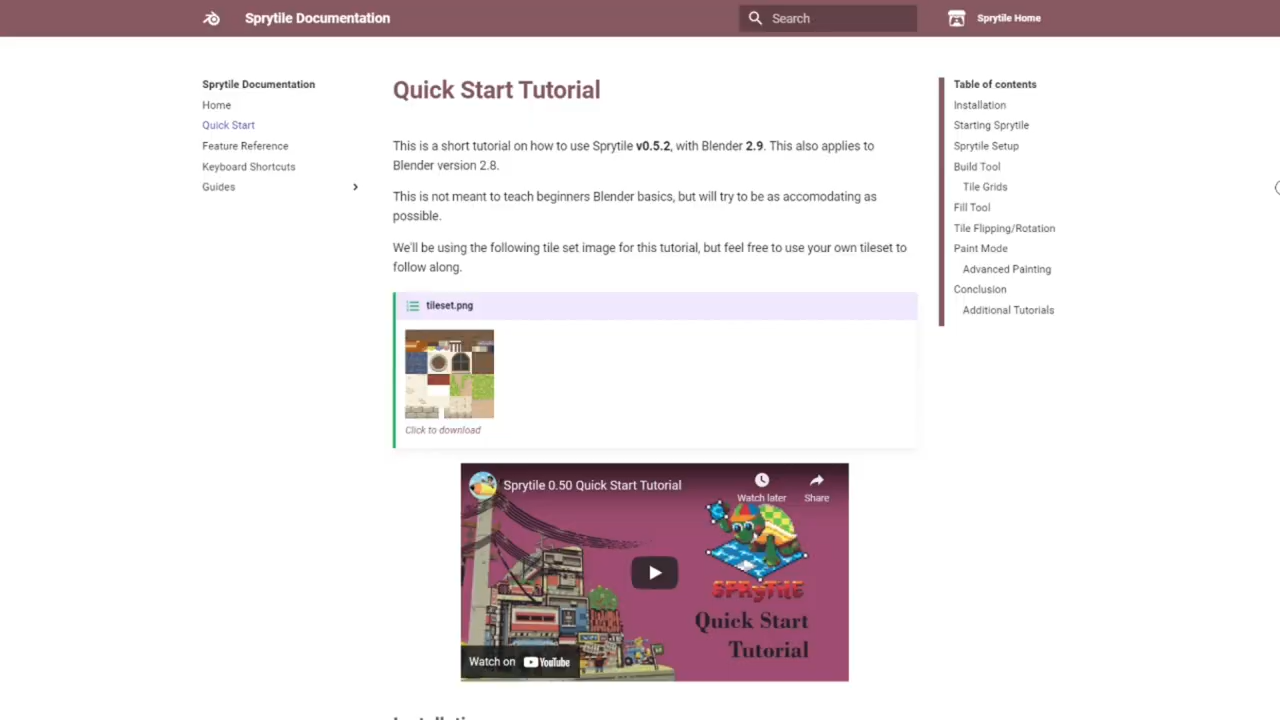 Sprytile Documentation
Search
Sprytile Home
Sprytile Documentation
Home
Quick Start
Feature Reference
Keyboard Shortcuts
Guides
Quick Start Tutorial
This is a short tutorial on how to use Sprytile v0.5.2, with Blender 2.9. This also applies to
Blender version 2.8.
This is not meant to teach beginners Blender basics, but will try to be as accomodating as
possible.
We'll be using the following tile set image for this tutorial, but feel free to use your own tileset to
follow along.
tileset.png
Click to download
Sprytile 0.50 Quick Start Tutorial
Watch later
Share
SPRYTILE
Quick Start
Tutorial
Watch on YouTube
Table of contents
Installation
Starting Sprytile
Sprytile Setup
Build Tool
Tile Grids
Fill Tool
Tile Flipping/Rotation
Paint Mode
Advanced Painting
Conclusion
Additional Tutorials